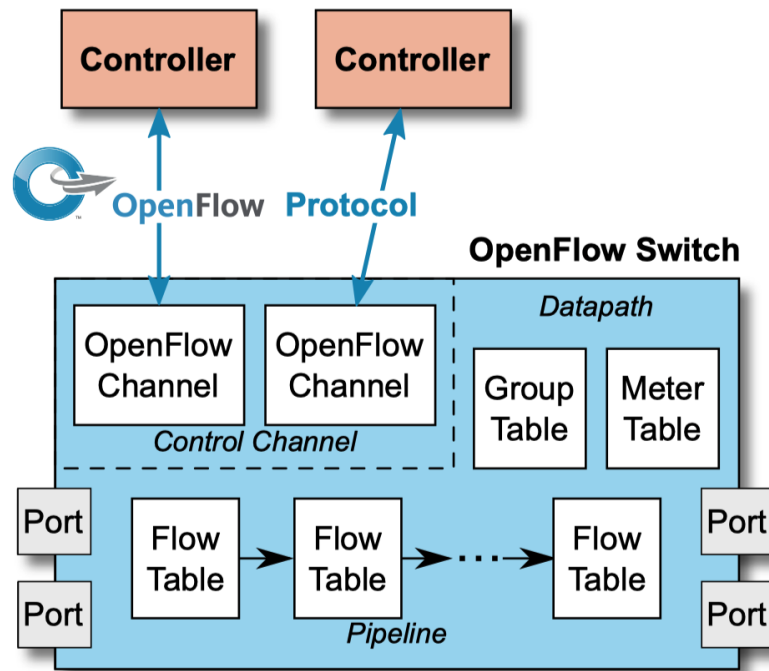 Controller
Controller
OpenFlow Protocol
™
OpenFlow Switch
Datapath
OpenFlow
Channel
OpenFlow
Channel
Control Channel
Group
Table
Meter
Table
Port
Port
Flow
Table
Flow
Table
...
Flow
Table
Port
Port
Pipeline